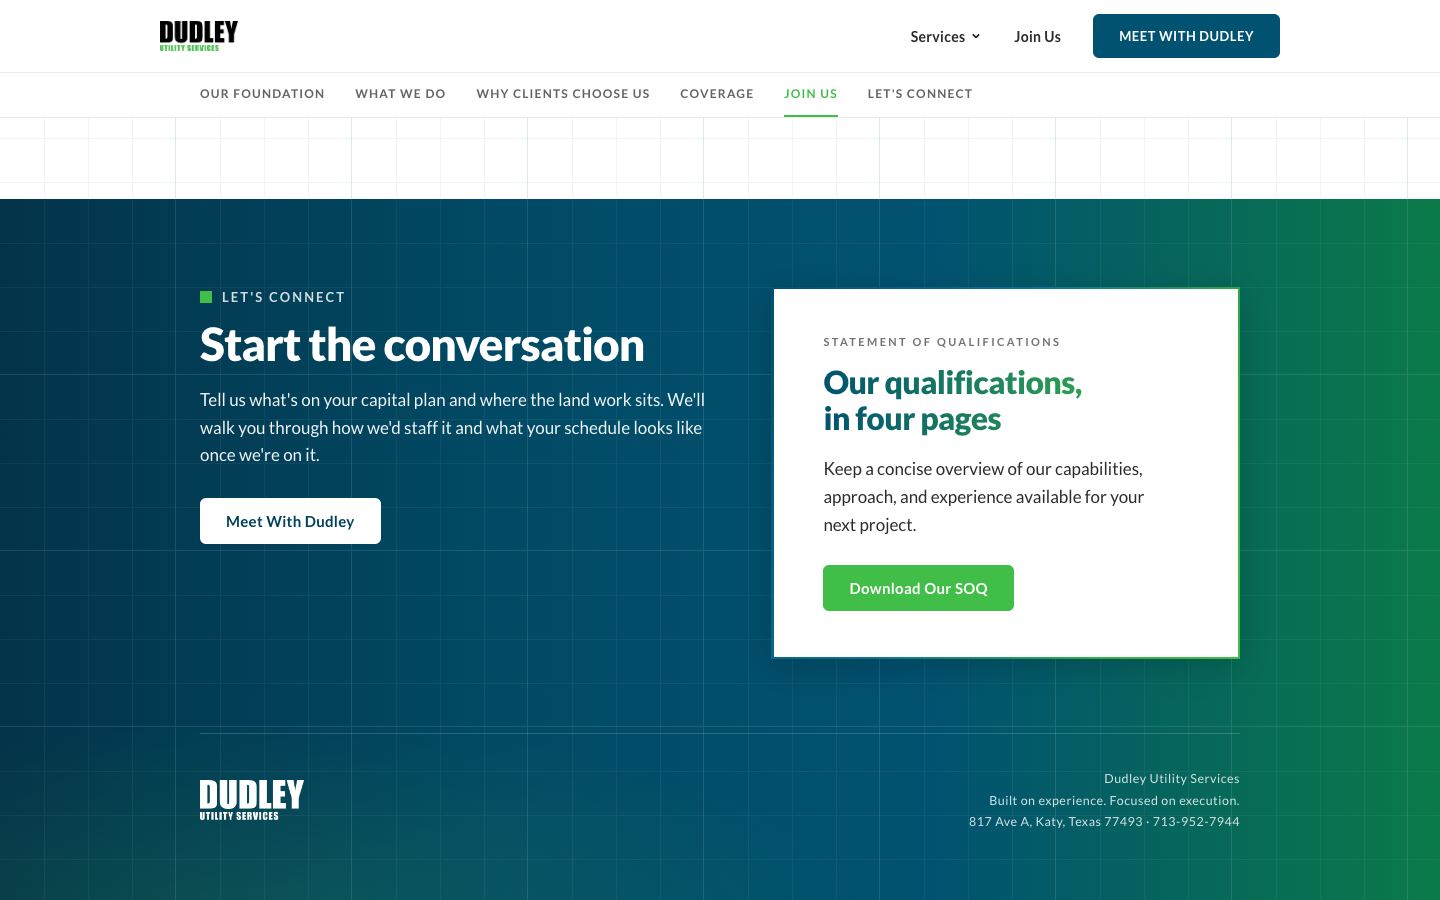 DUDLEY
UTILITY SERVICES
Services
Join Us
MEET WITH DUDLEY
OUR FOUNDATION
WHAT WE DO
WHY CLIENTS CHOOSE US
COVERAGE
JOIN US
LET'S CONNECT
LET'S CONNECT
Start the conversation
Tell us what's on your capital plan and where the land work sits. We'll
walk you through how we'd staff it and what your schedule looks like
once we're on it.
Meet With Dudley
STATEMENT OF QUALIFICATIONS
Our qualifications,
in four pages
Keep a concise overview of our capabilities,
approach, and experience available for your
next project.
Download Our SOQ
DUDLEY
UTILITY SERVICES
Dudley Utility Services
Built on experience. Focused on execution.
817 Ave A, Katy, Texas 77493 · 713-952-7944